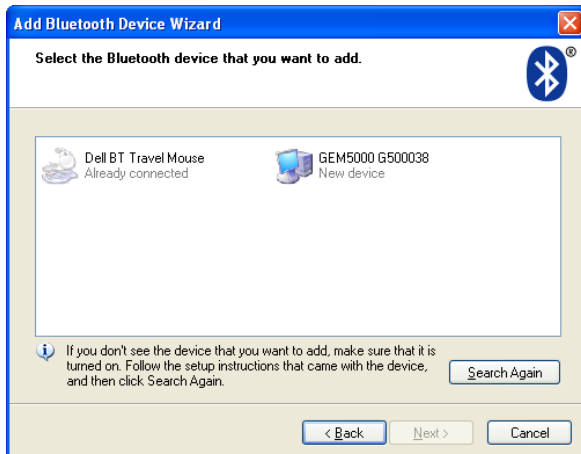 Add Bluetooth Device Wizard
Select the Bluetooth device that you want to add.
®
Dell BT Travel Mouse
Already connected
GEM5000 G500038
New device
If you don't see the device that you want to add, make sure that it is
turned on. Follow the setup instructions that came with the device,
and then click Search Again.
Search Again
< Back
Next >
Cancel